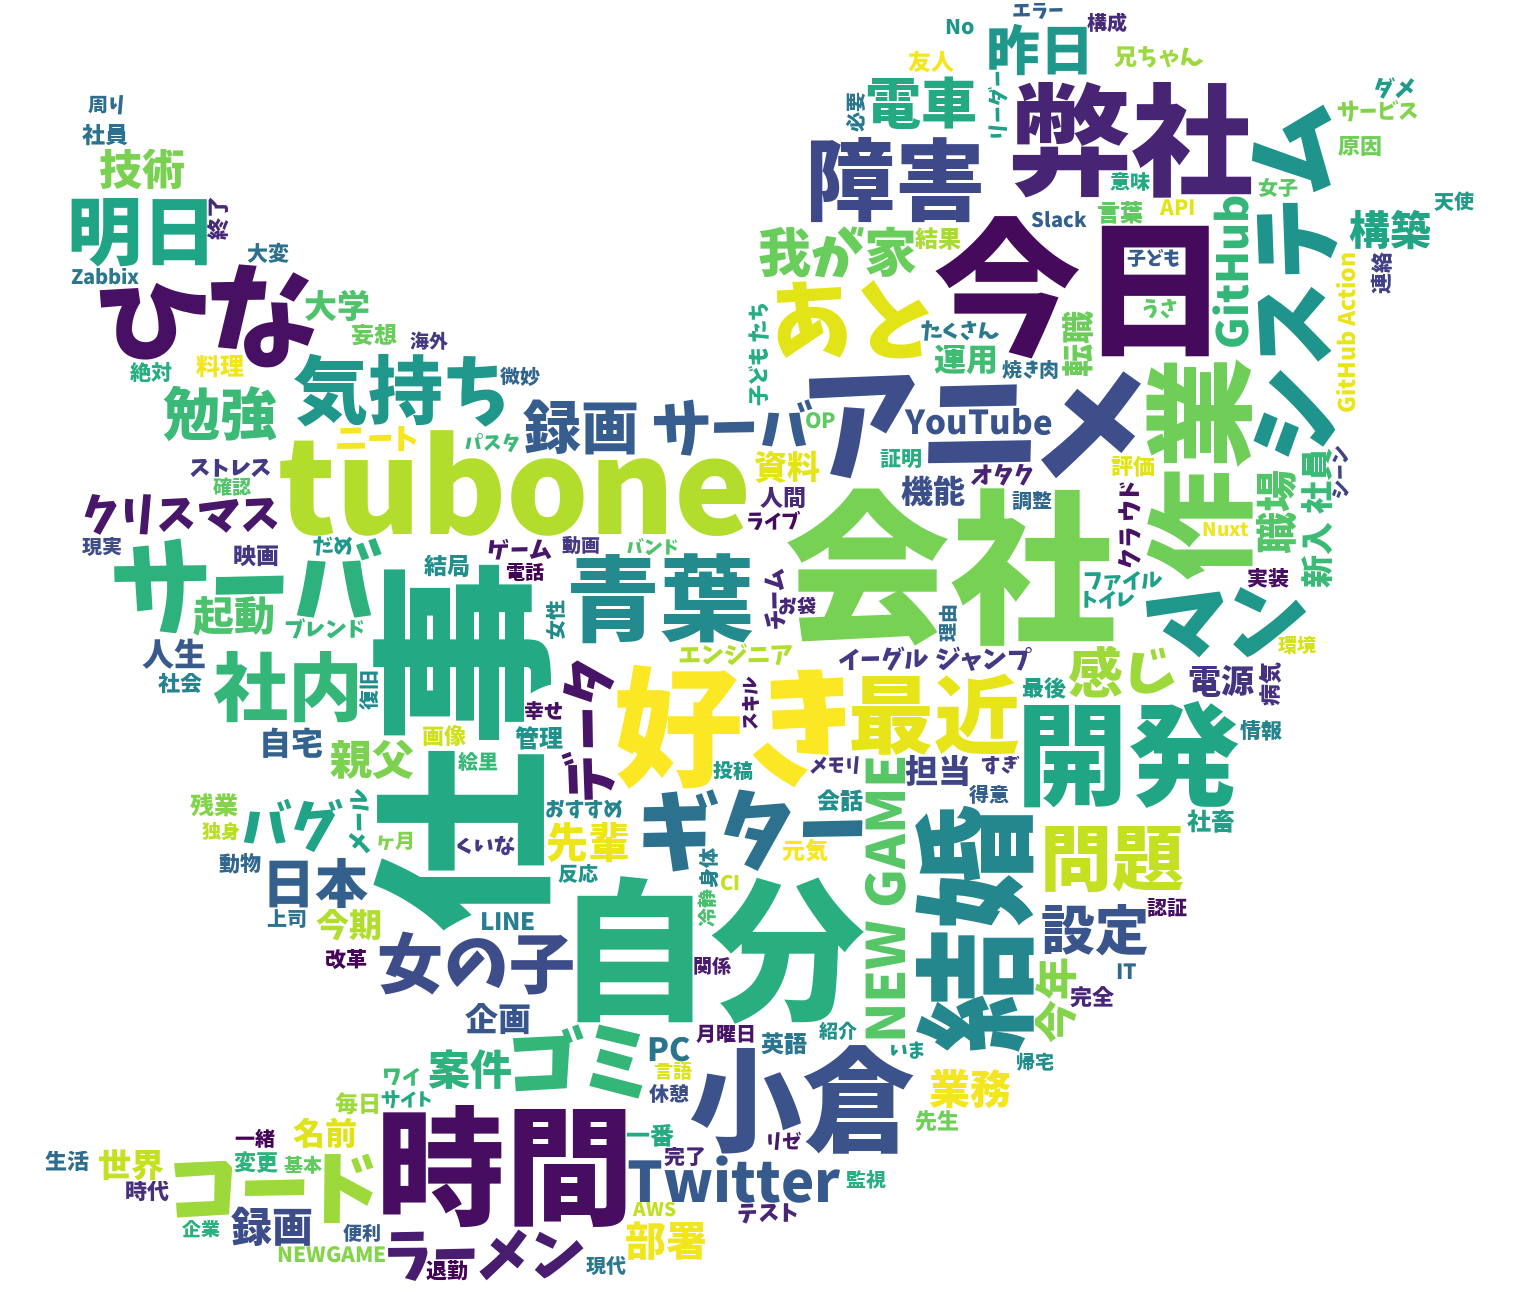 エラー
構成
No
昨日
兄ちゃん
友人
電車
リーダー
必要
弊社
ダメ
サービス
原因
周り
社員
技術
障害
システム
意味
女子
明日
終了
大変
Zabbix
Slack
言葉
API
GitHub
構築
天使
我が家
結果
今日
子ども
うさ
連絡
GitHub Action
ひな
大学
妄想
海外
あと
たくさん
運用
焼き肉
転職
子どもたち
絶対
料理
気持ち
微妙
勉強
録画 サーバ
OP
アニメ
YouTube
作業
ニート
パスタ
tubone
資料
証明
オタク
評価
機能
調整
人間
ライブ
ストレス
確認
クリスマス
クラウド
Nuxt
職場
新入社員
シーン
現実
映画
だめ
サーバ
起動
ブレンド
結局
ゲーム
電話
動画
バンド
青葉
女性
チーム
お袋
会社
理由
ファイル
トイレ
実装
マン
環境
人生
社会
社内
復旧
仕事
データ
幸せ
エンジニア
イーグル ジャンプ
好き
スキル
最近
最後
感じ
電源
病気
自宅
親父
画像
絵里
管理
投稿
メモリ
担当
すぎ
得意
開発
情報
残業
独身
バグ
メール
ケ月
くいな
おすすめ
先輩
反応
ギター
会話
元気
NEW GAME
結婚
問題
社畜
動物
日本
上司
今期
改革
LINE
女の子
企画
自分
身体
冷静
CI
関係
設定
認証
IT
今年
完全
帰宅
月曜日
英語
紹介
いま
PC
言語
休憩
ゴミ
案件
ワイ
サイト
毎日
小倉
リゼ
業務
先生
名前
一緒
変更
基本
生活
世界
時代
コード
企業
録画
便利
NEWGAME
時間
一番
完了
Twitter
監視
テスト
AWS
部署
ラーメン
退勤
現代